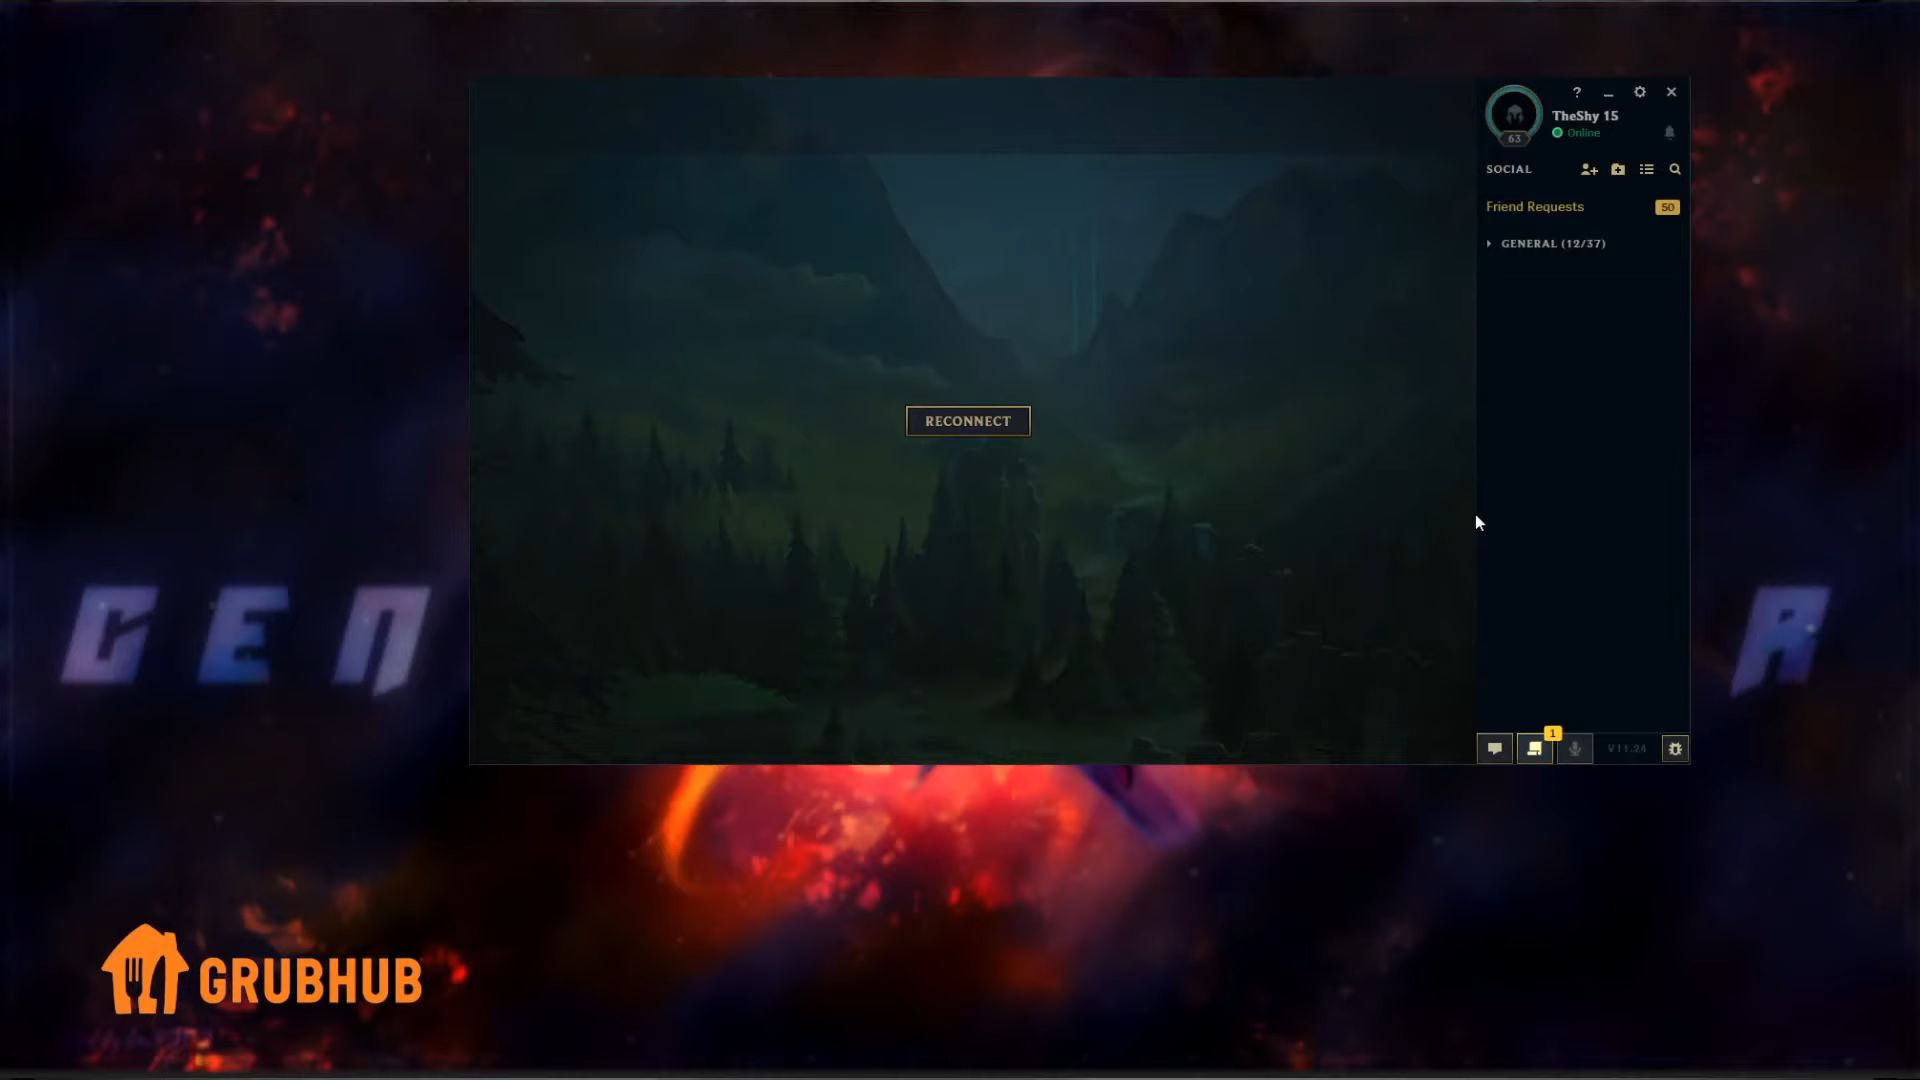 ?
TheShy 15
63
Online
SOCIAL
Friend Requests
50
GENERAL (12/37)
RECONNECT
GEN
R
1
V11.24
GRUBHUB